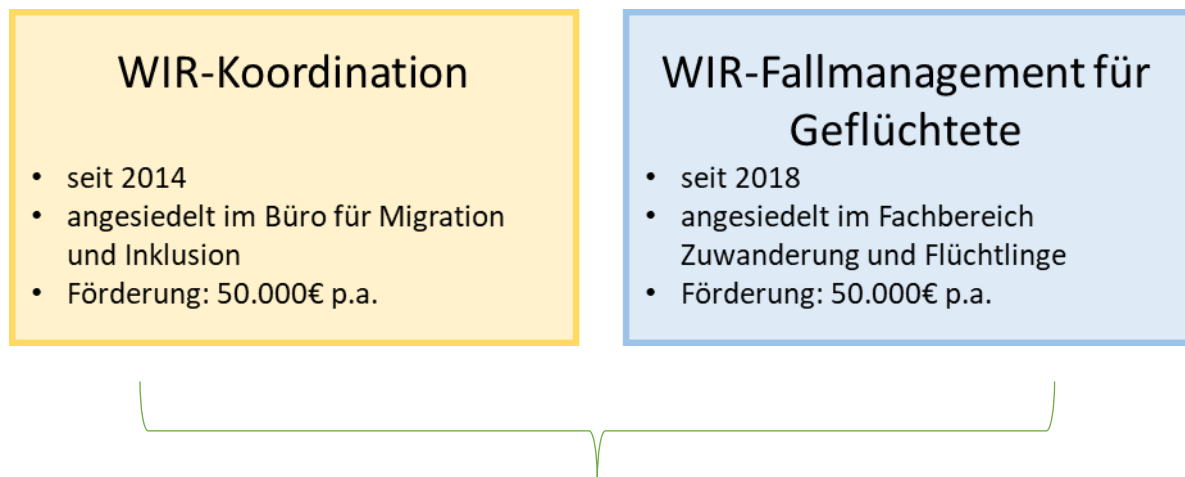 WIR-Koordination
• seit 2014
• angesiedelt im Büro für Migration
und Inklusion
• Förderung: 50.000€ p.a.
WIR-Fallmanagement für
Geflüchtete
• seit 2018
• angesiedelt im Fachbereich
Zuwanderung und Flüchtlinge
• Förderung: 50.000€ p.a.